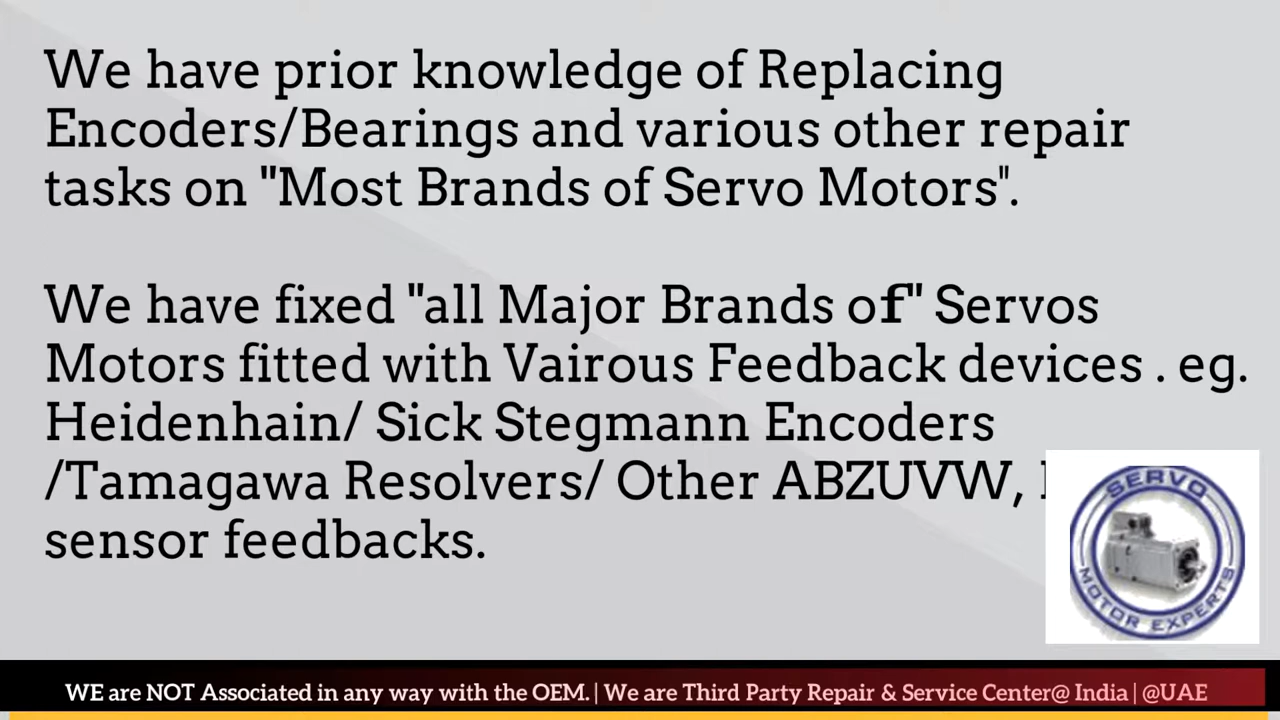 We have prior knowledge of Replacing
Encoders/Bearings and various other repair
tasks on "Most Brands of Servo Motors".
We have fixed "all Major Brands of" Servos
Motors fitted with Vairous Feedback devices . eg.
Heidenhain/ Sick Stegmann Encoders
/Tamagawa Resolvers/ Other ABZUVW,
sensor feedbacks.
SERVO
MOTOR EXPERTS
WE are NOT Associated in any way with the OEM. | We are Third Party Repair & Service Center@ India | @UAE